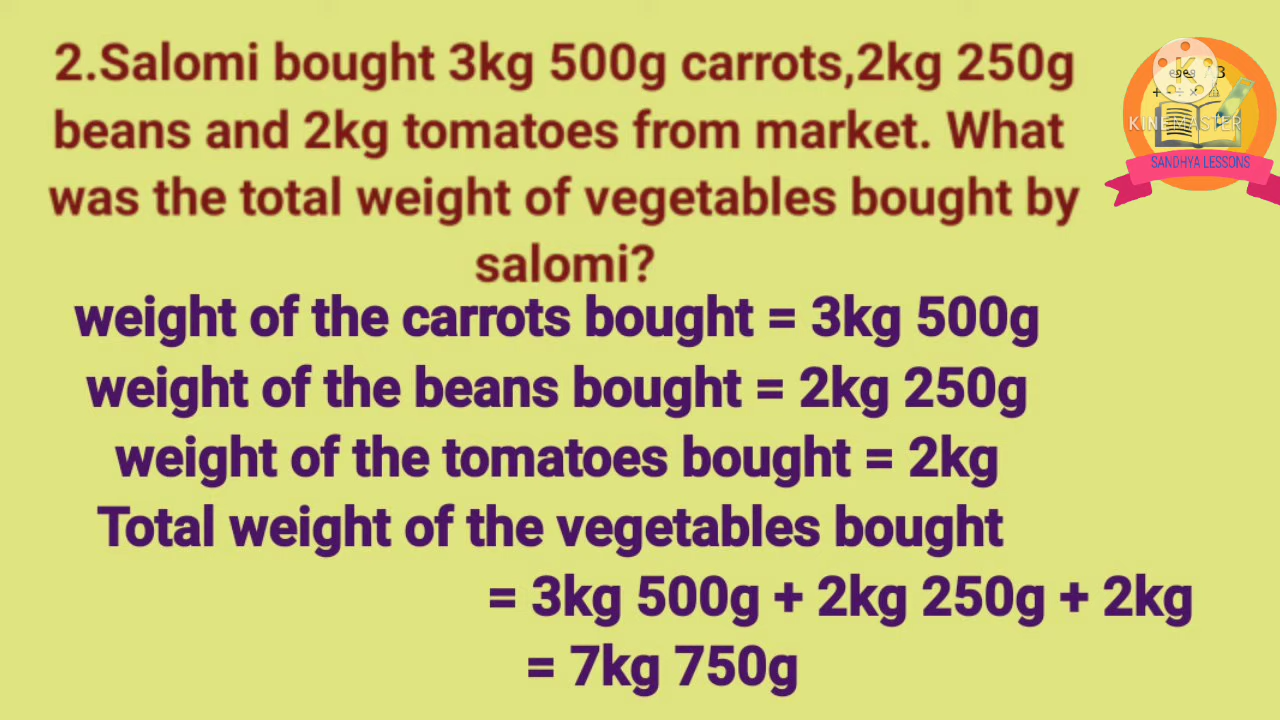 2.Salomi bought 3kg 500g carrots,2kg 250g
beans and 2kg tomatoes from market. What
was the total weight of vegetables bought by
salomi?
weight of the carrots bought = 3kg 500g
weight of the beans bought = 2kg 250g
weight of the tomatoes bought = 2kg
Total weight of the vegetables bought
= 3kg 500g + 2kg 250g + 2kg
= 7kg 750g
K
KINEMASTER
SANDHYA LESSONS